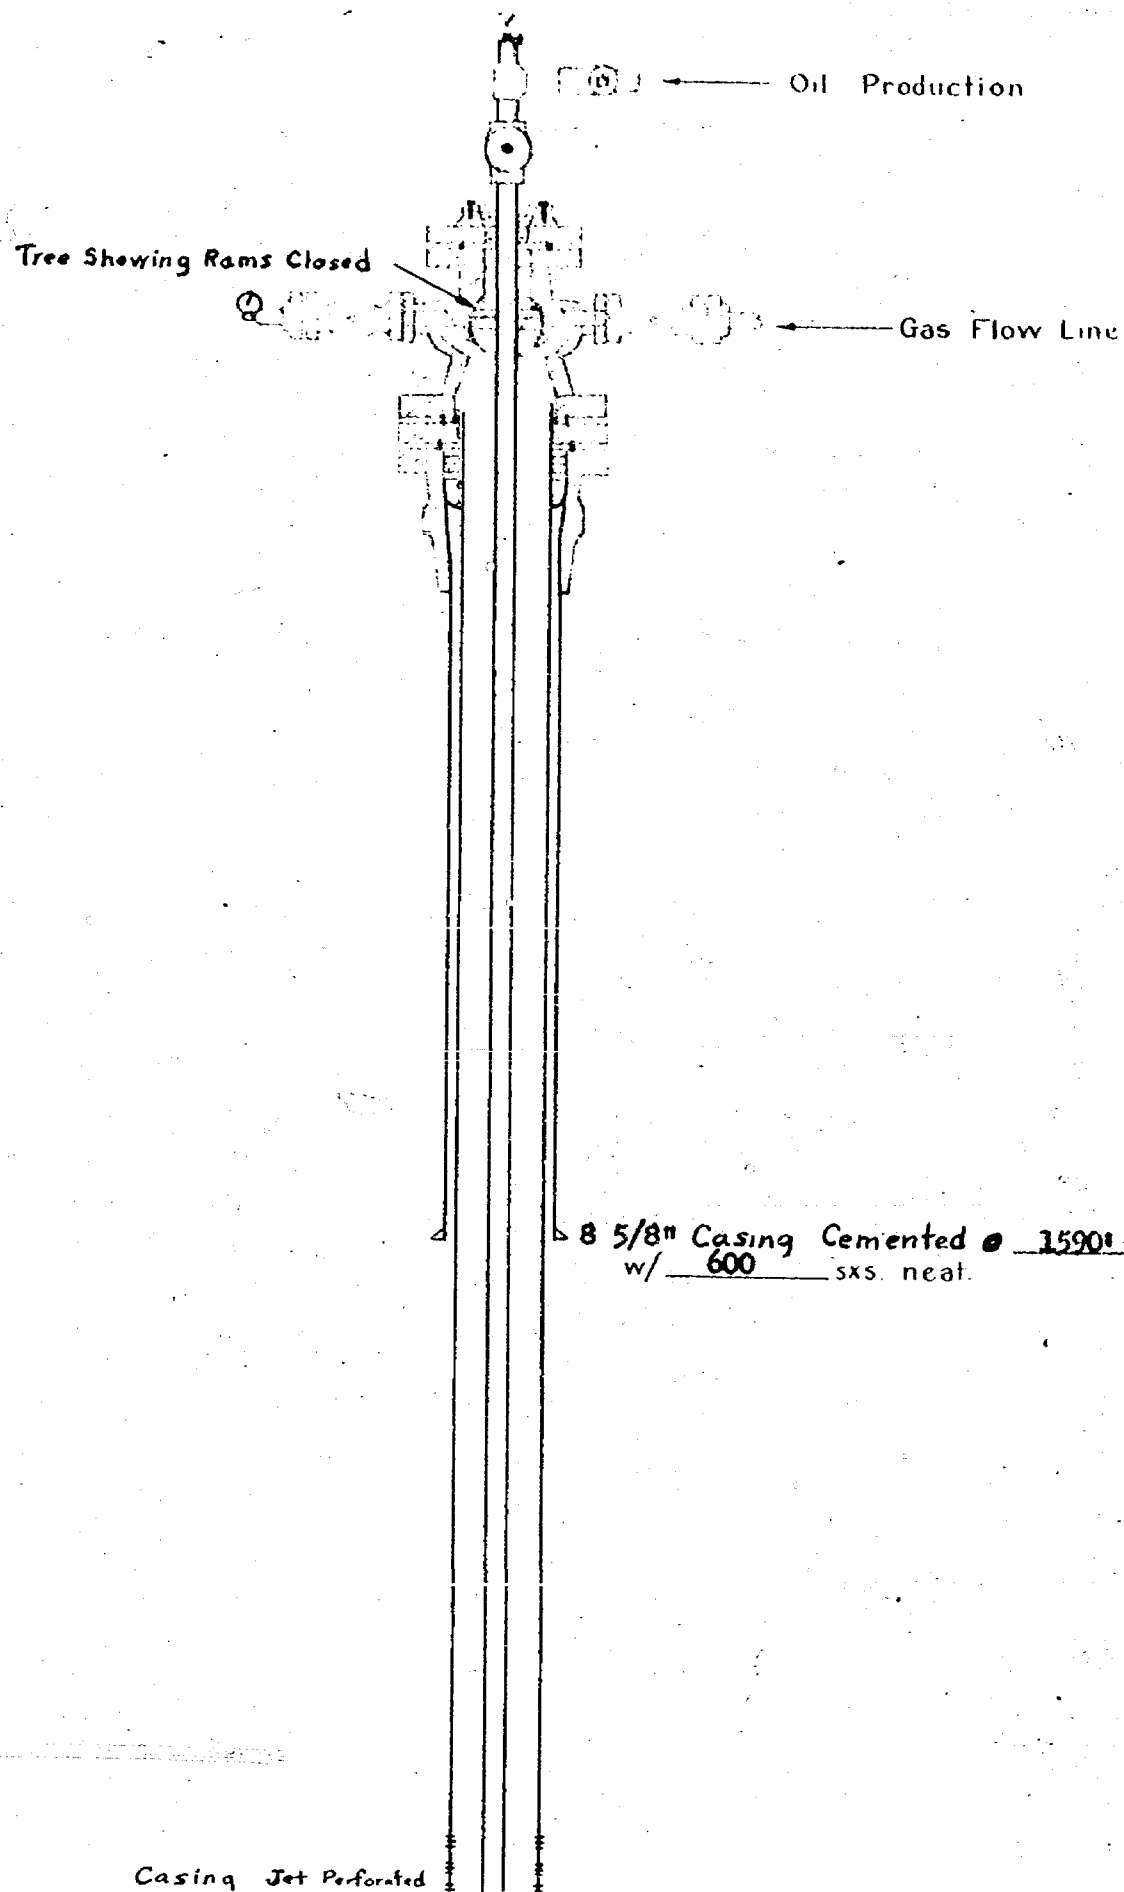 Oil Production
Tree Showing Rams Closed
Gas Flow Line
8 5/8" Casing Cemented @ 1590'
w/ 600 sxs. neat.
Casing Jet Perforated